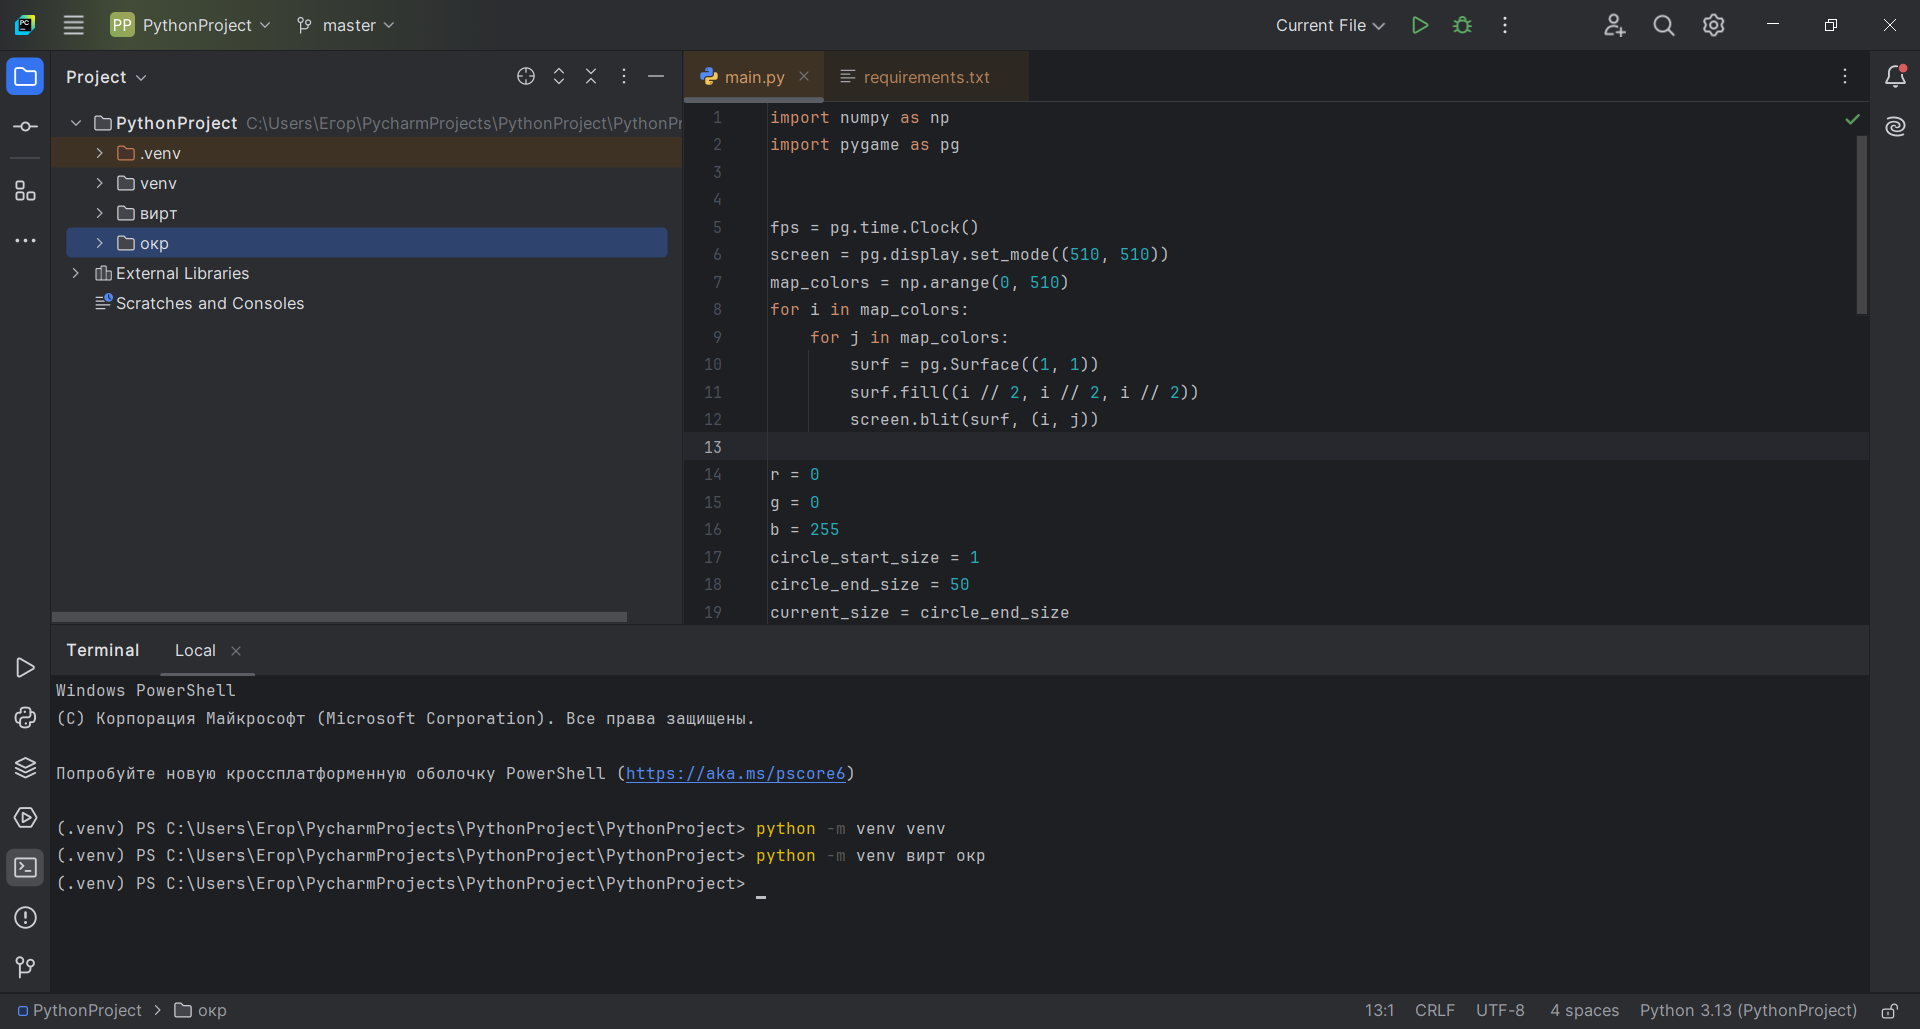 PC
PP PythonProject master Current File
Project
PythonProject C:\Users\Егор\PycharmProjects\PythonProject\PythonPr
.venv
venv
вирт
окр
External Libraries
Scratches and Consoles
main.py requirements.txt
1 import numpy as np
2 import pygame as pg
3
4
5 fps = pg.time.Clock()
6 screen = pg.display.set_mode((510, 510))
7 map_colors = np.arange(0, 510)
8 for i in map_colors:
9 for j in map_colors:
10 surf = pg.Surface((1, 1))
11 surf.fill((i // 2, i // 2, i // 2))
12 screen.blit(surf, (i, j))
13
14 r = 0
15 g = 0
16 b = 255
17 circle_start_size = 1
18 circle_end_size = 50
19 current_size = circle_end_size
Terminal Local
Windows PowerShell
(C) Корпорация Майкрософт (Microsoft Corporation). Все права защищены.
Попробуйте новую кроссплатформенную оболочку PowerShell (https://aka.ms/pscore6)
(.venv) PS C:\Users\Егор\PycharmProjects\PythonProject\PythonProject> python -m venv venv
(.venv) PS C:\Users\Егор\PycharmProjects\PythonProject\PythonProject> python -m venv вирт окр
(.venv) PS C:\Users\Егор\PycharmProjects\PythonProject\PythonProject>
PythonProject > окр 13:1 CRLF UTF-8 4 spaces Python 3.13 (PythonProject)